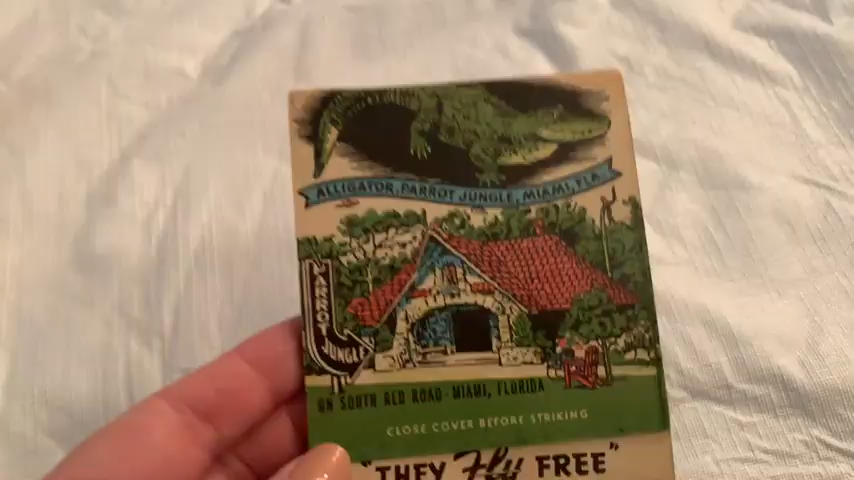 ALLIGATOR, PARROT JUNGLE, MIAMI, FLA.
PARROT
JUNGLE
ON SOUTH RED ROAD - MIAMI, FLORIDA
CLOSE COVER BEFORE STRIKING
"THEY Fly FREE"